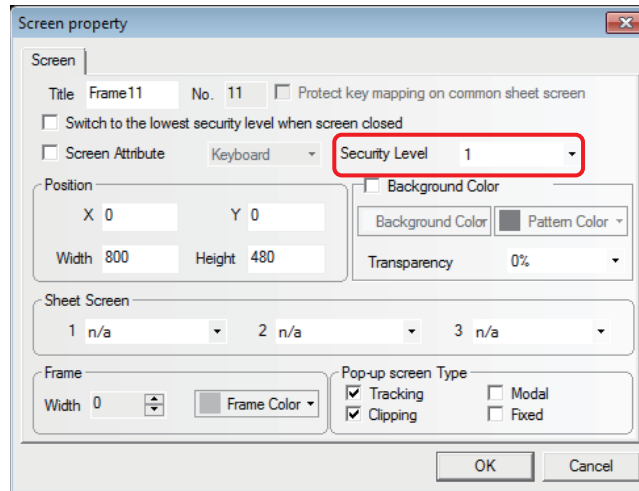 Screen property
Screen
Title Frame11 No. 11 Protect key mapping on common sheet screen
Switch to the lowest security level when screen closed
Screen Attribute Keyboard Security Level 1
Position Background Color
X 0 Y 0 Background Color Pattern Color
Width 800 Height 480 Transparency 0%
Sheet Screen
1 n/a 2 n/a 3 n/a
Frame Pop-up screen Type
Width 0 Frame Color Tracking Modal
Clipping Fixed
OK Cancel